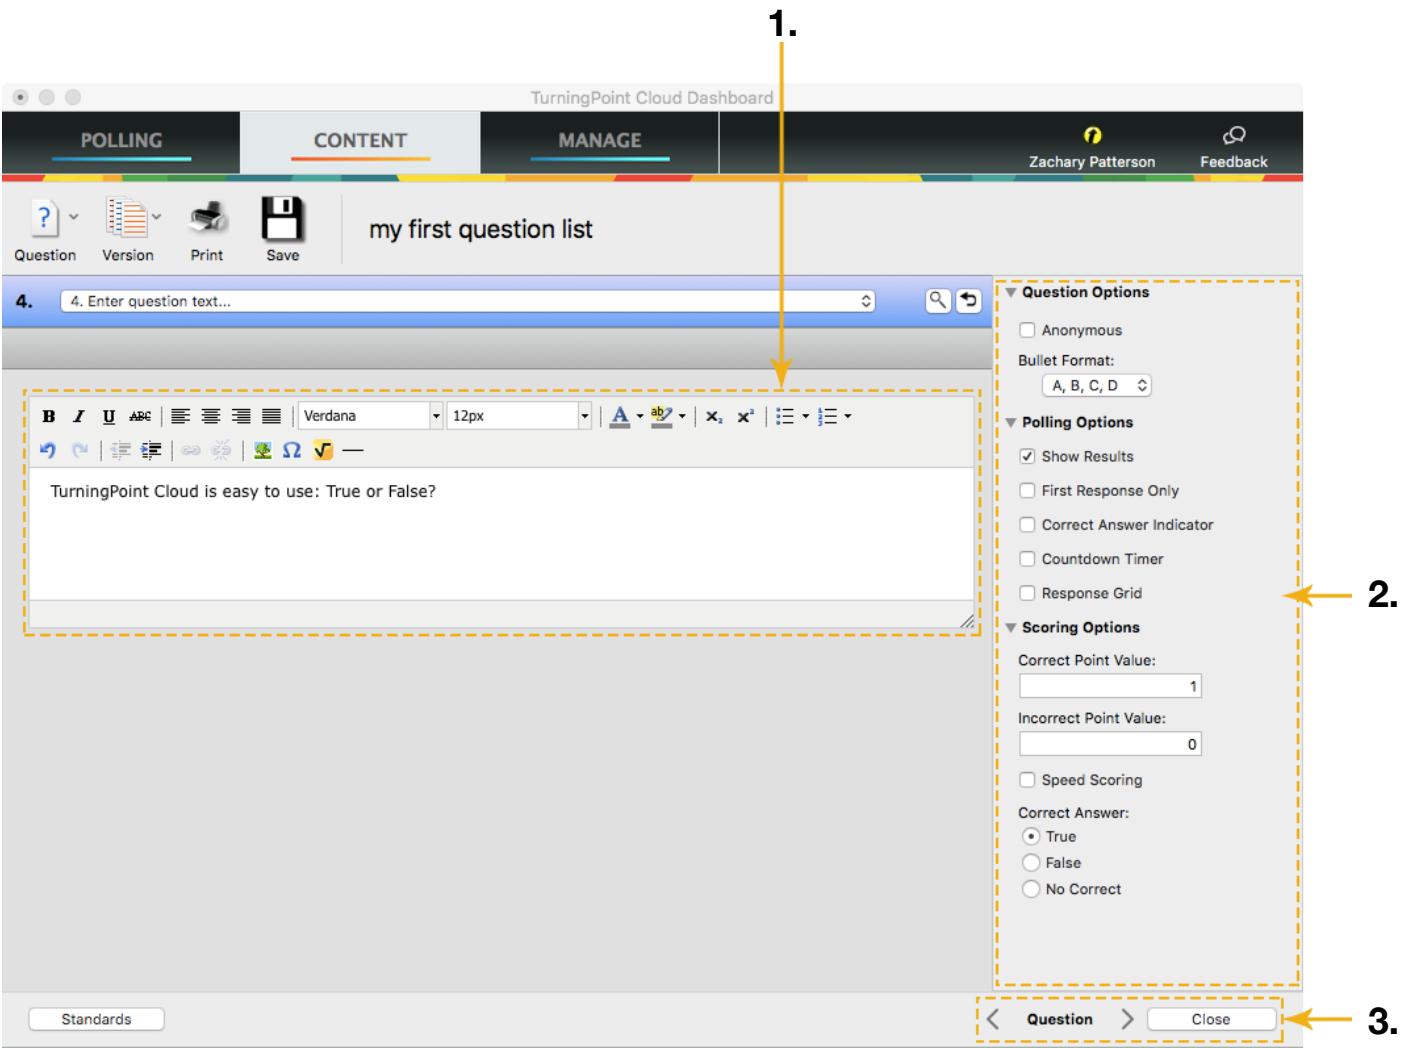 1.
TurningPoint Cloud Dashboard
POLLING
CONTENT
MANAGE
Zachary Patterson
Feedback
?
Question
Version
Print
Save
my first question list
4.
4. Enter question text...
B I U ABC
Verdana
12px
A
ab
x₂
x²
1
2
3
Ω
√
TurningPoint Cloud is easy to use: True or False?
Question Options
Anonymous
Bullet Format:
A, B, C, D
Polling Options
Show Results
First Response Only
Correct Answer Indicator
Countdown Timer
Response Grid
2.
Scoring Options
Correct Point Value:
1
Incorrect Point Value:
0
Speed Scoring
Correct Answer:
True
False
No Correct
Standards
Question
Close
3.